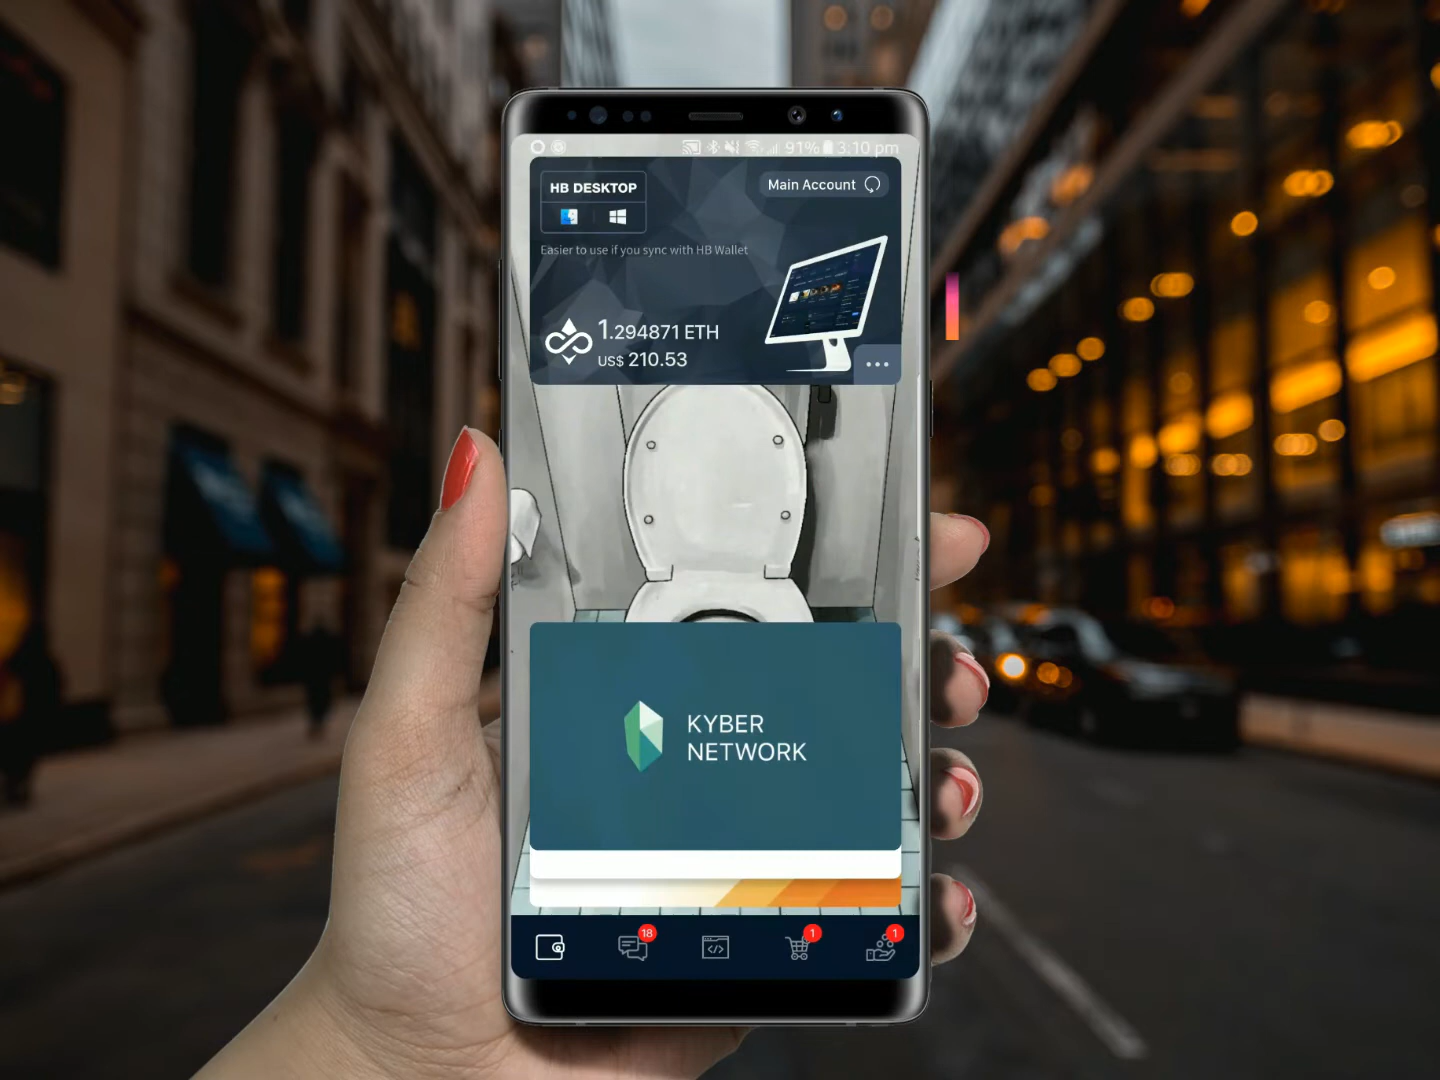 91% 3:10 pm
HB DESKTOP
Main Account
Easier to use if you sync with HB Wallet
1.294871 ETH
US$ 210.53
KYBER
NETWORK
18
1
1